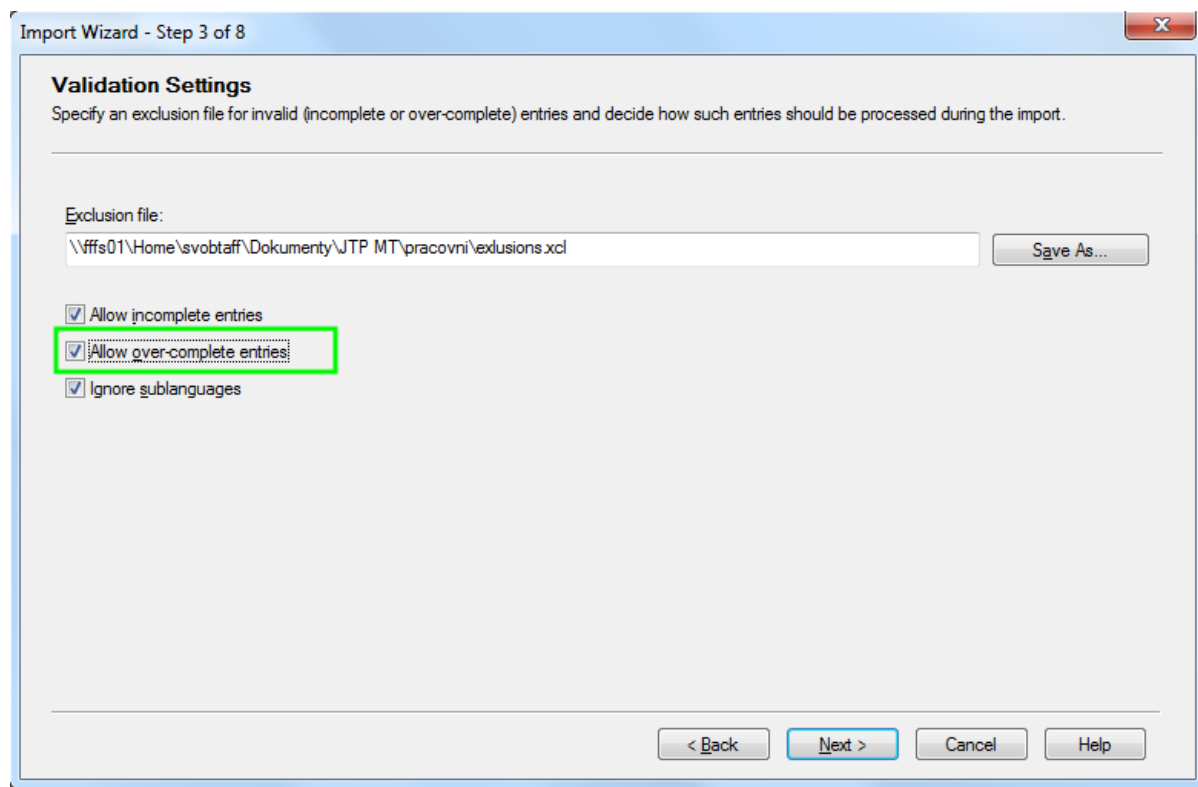 Import Wizard - Step 3 of 8
Validation Settings
Specify an exclusion file for invalid (incomplete or over-complete) entries and decide how such entries should be processed during the import.
Exclusion file:
\\fffs01\Home\svobtaff\Dokumenty\JTP MT\pracovni\exlusions.xcl
Save As...
Allow incomplete entries
Allow over-complete entries
Ignore sublanguages
< Back
Next >
Cancel
Help